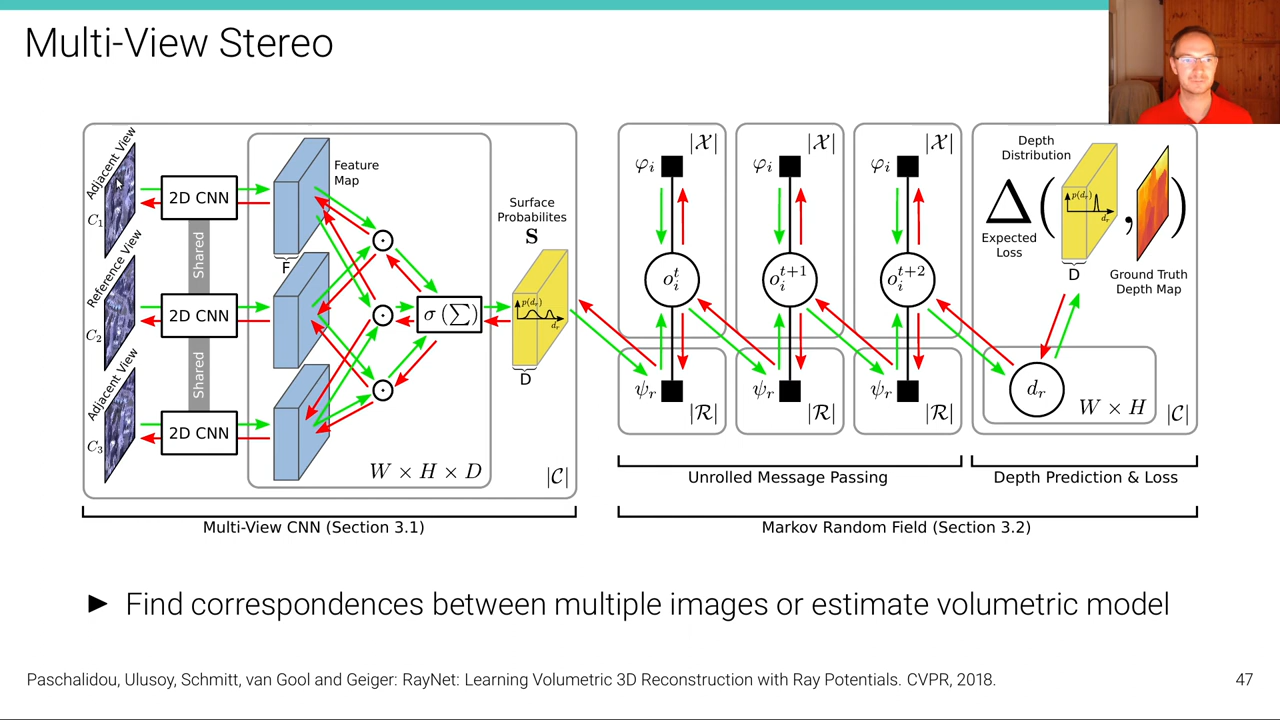 Multi-View Stereo
Adjacent View
C₁
2D CNN
Shared
Reference View
C₂
2D CNN
Shared
Adjacent View
C₃
2D CNN
Feature
Map
F
⊙
⊙
⊙
σ (∑)
Surface
Probabilites
S
p(dᵣ)
dᵣ
D
W × H × D
|𝒞|
Multi-View CNN (Section 3.1)
φᵢ
|𝒳|
oᵢᵗ
ψᵣ
|ℛ|
φᵢ
|𝒳|
oᵢᵗ⁺¹
ψᵣ
|ℛ|
φᵢ
|𝒳|
oᵢᵗ⁺²
ψᵣ
|ℛ|
Depth
Distribution
Δ ( , )
p(dᵣ)
dᵣ
Expected
Loss
D
Ground Truth
Depth Map
dᵣ
W × H
|𝒞|
Unrolled Message Passing
Depth Prediction & Loss
Markov Random Field (Section 3.2)
► Find correspondences between multiple images or estimate volumetric model
Paschalidou, Ulusoy, Schmitt, van Gool and Geiger: RayNet: Learning Volumetric 3D Reconstruction with Ray Potentials. CVPR, 2018.
47